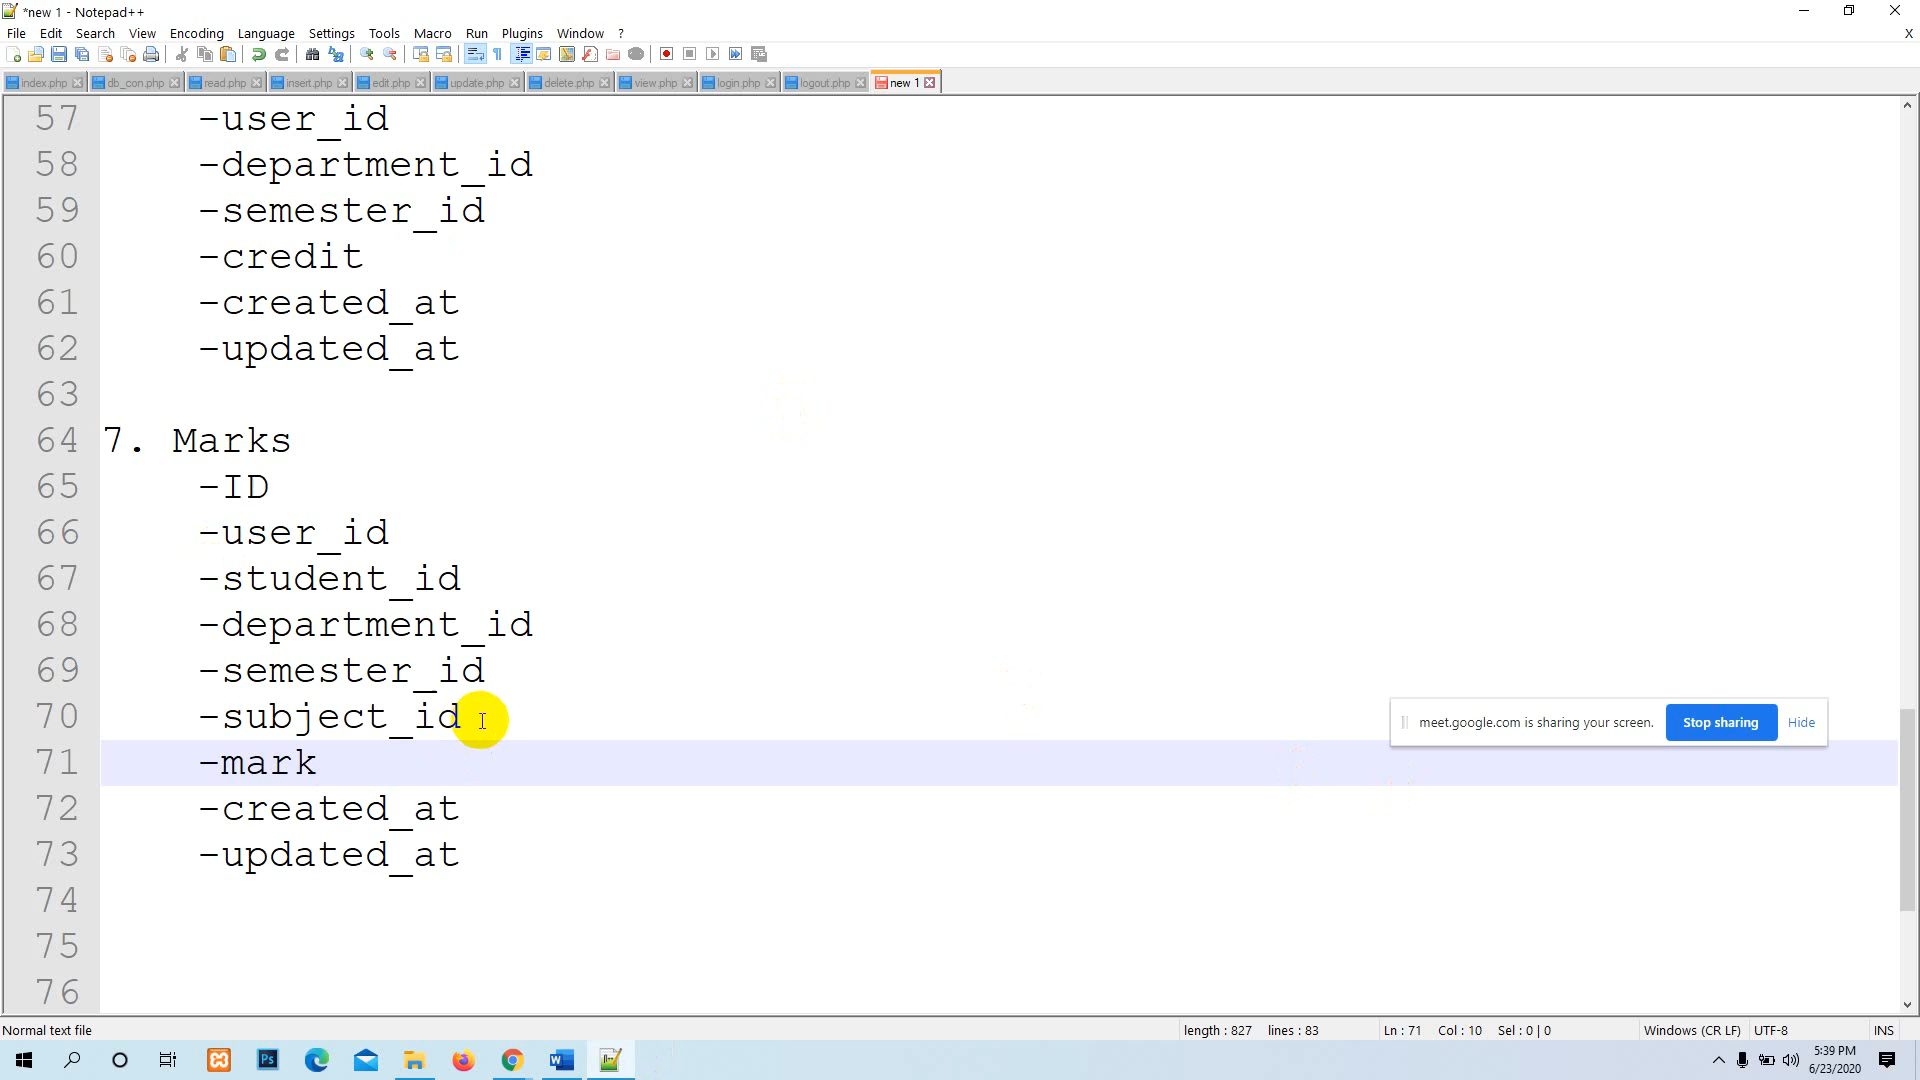 *new 1 - Notepad++
File Edit Search View Encoding Language Settings Tools Macro Run Plugins Window ?
X
index.php db_con.php read.php insert.php edit.php update.php delete.php view.php login.php logout.php new 1
57 -user_id
58 -department_id
59 -semester_id
60 -credit
61 -created_at
62 -updated_at
63
64 7. Marks
65 -ID
66 -user_id
67 -student_id
68 -department_id
69 -semester_id
70 -subject_id
71 -mark
72 -created_at
73 -updated_at
74
75
76
meet.google.com is sharing your screen. Stop sharing Hide
Normal text file length : 827 lines : 83 Ln : 71 Col : 10 Sel : 0 | 0 Windows (CR LF) UTF-8 INS
5:39 PM
6/23/2020